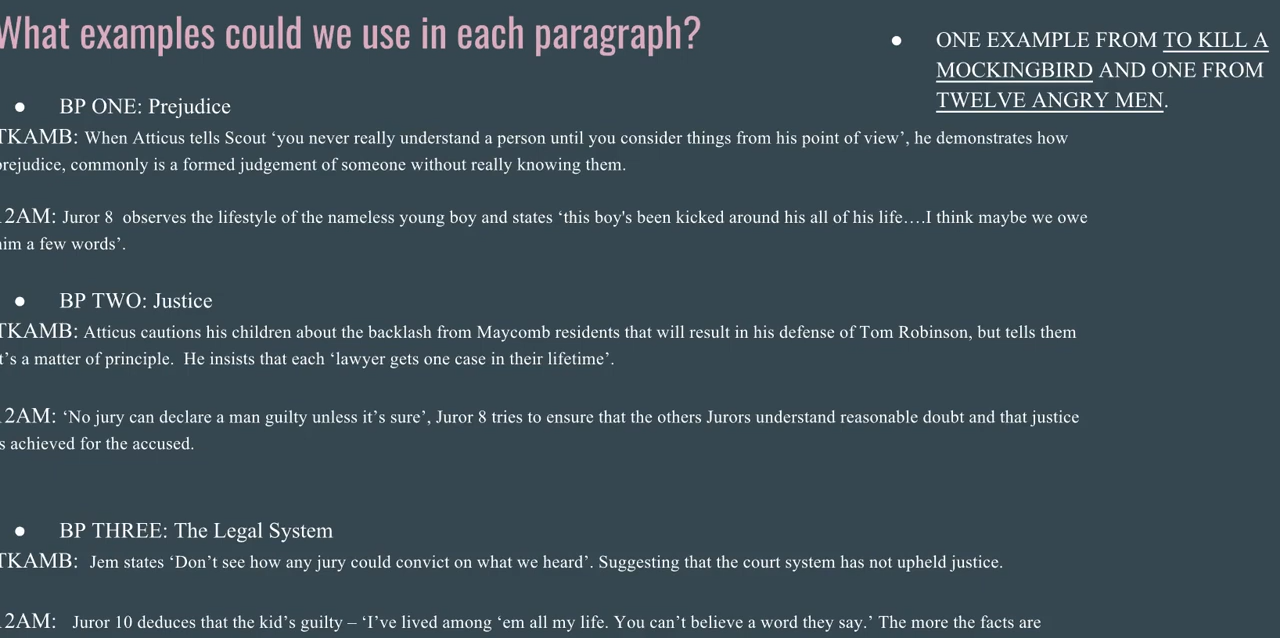 What examples could we use in each paragraph?
● ONE EXAMPLE FROM TO KILL A
MOCKINGBIRD AND ONE FROM
TWELVE ANGRY MEN.
● BP ONE: Prejudice
TKAMB: When Atticus tells Scout ‘you never really understand a person until you consider things from his point of view’, he demonstrates how
prejudice, commonly is a formed judgement of someone without really knowing them.
12AM: Juror 8 observes the lifestyle of the nameless young boy and states ‘this boy's been kicked around his all of his life….I think maybe we owe
him a few words’.
● BP TWO: Justice
TKAMB: Atticus cautions his children about the backlash from Maycomb residents that will result in his defense of Tom Robinson, but tells them
it’s a matter of principle. He insists that each ‘lawyer gets one case in their lifetime’.
12AM: ‘No jury can declare a man guilty unless it’s sure’, Juror 8 tries to ensure that the others Jurors understand reasonable doubt and that justice
is achieved for the accused.
● BP THREE: The Legal System
TKAMB: Jem states ‘Don’t see how any jury could convict on what we heard’. Suggesting that the court system has not upheld justice.
12AM: Juror 10 deduces that the kid’s guilty – ‘I’ve lived among ‘em all my life. You can’t believe a word they say.’ The more the facts are